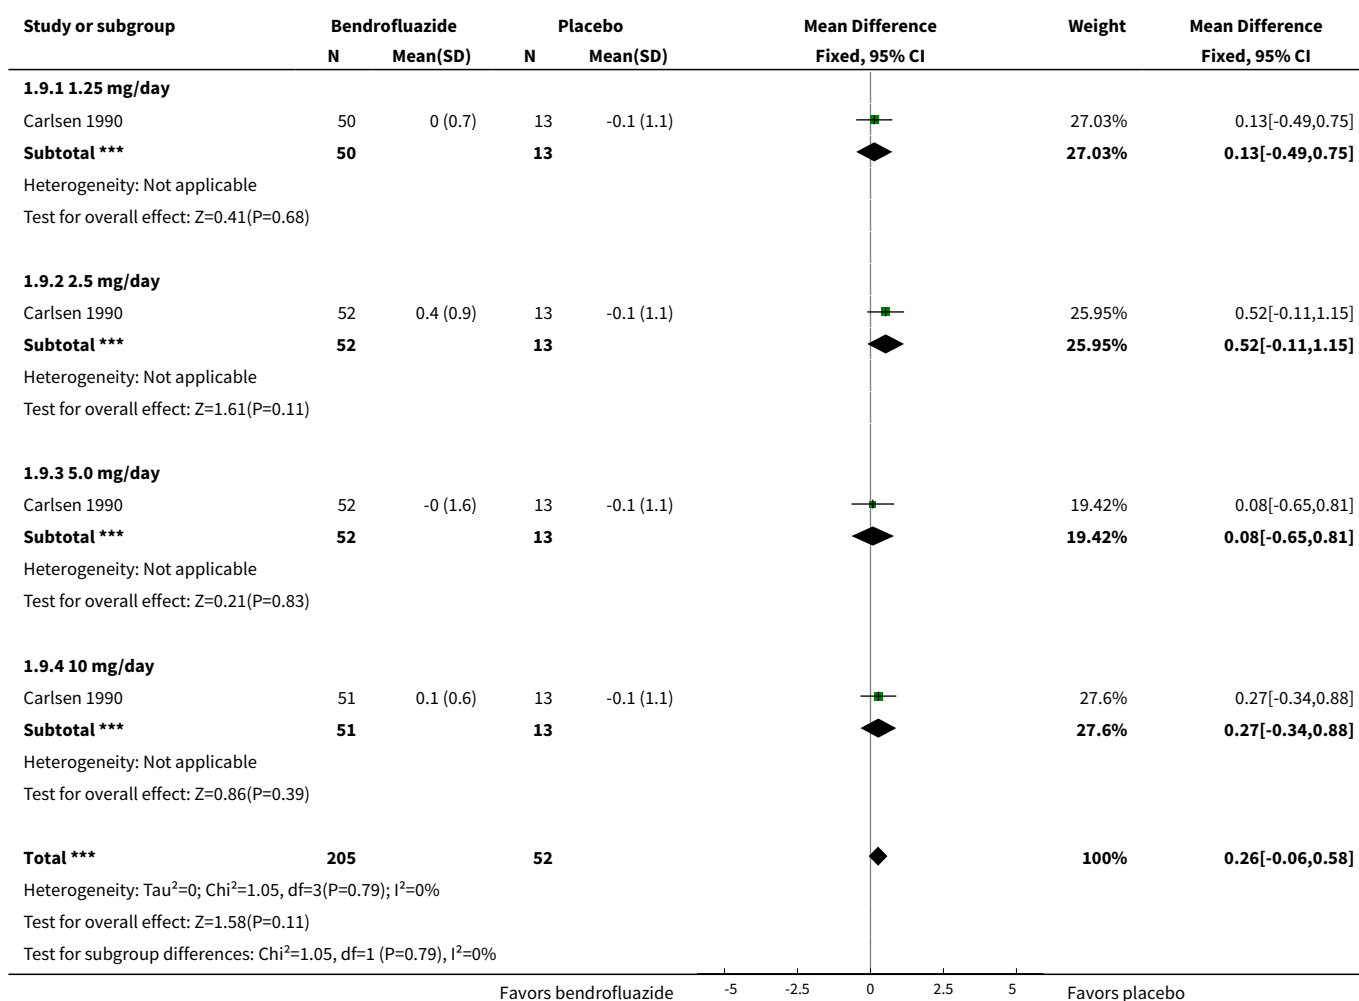 Study or subgroup Bendrofluazide Placebo Mean Difference Weight Mean Difference
N Mean(SD) N Mean(SD) Fixed, 95% CI Fixed, 95% CI
1.9.1 1.25 mg/day
Carlsen 1990 50 0 (0.7) 13 -0.1 (1.1) 27.03% 0.13[-0.49,0.75]
Subtotal *** 50 13 27.03% 0.13[-0.49,0.75]
Heterogeneity: Not applicable
Test for overall effect: Z=0.41(P=0.68)
1.9.2 2.5 mg/day
Carlsen 1990 52 0.4 (0.9) 13 -0.1 (1.1) 25.95% 0.52[-0.11,1.15]
Subtotal *** 52 13 25.95% 0.52[-0.11,1.15]
Heterogeneity: Not applicable
Test for overall effect: Z=1.61(P=0.11)
1.9.3 5.0 mg/day
Carlsen 1990 52 -0 (1.6) 13 -0.1 (1.1) 19.42% 0.08[-0.65,0.81]
Subtotal *** 52 13 19.42% 0.08[-0.65,0.81]
Heterogeneity: Not applicable
Test for overall effect: Z=0.21(P=0.83)
1.9.4 10 mg/day
Carlsen 1990 51 0.1 (0.6) 13 -0.1 (1.1) 27.6% 0.27[-0.34,0.88]
Subtotal *** 51 13 27.6% 0.27[-0.34,0.88]
Heterogeneity: Not applicable
Test for overall effect: Z=0.86(P=0.39)
Total *** 205 52 100% 0.26[-0.06,0.58]
Heterogeneity: Tau²=0; Chi²=1.05, df=3(P=0.79); I²=0%
Test for overall effect: Z=1.58(P=0.11)
Test for subgroup differences: Chi²=1.05, df=1 (P=0.79), I²=0%
Favors bendrofluazide -5 -2.5 0 2.5 5 Favors placebo